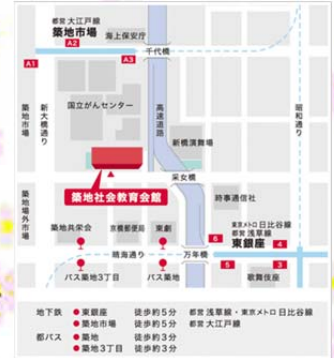 都営 大江戸線
築地市場
海上保安庁
A2
A3
A1
千代橋
築地市場
新大橋通り
国立がんセンター
高速道路
新橋演舞場
昭和通り
采女橋
築地社会教育会館
築地場外市場
時事通信社
築地共栄会
京橋郵便局
東劇
東京メトロ 日比谷線
都営 浅草線
東銀座
6
4
晴海通り
万年橋
5
3
バス築地3丁目
バス築地
歌舞伎座
地下鉄 ●東銀座 徒歩約5分 都営 浅草線・東京メトロ 日比谷線
●築地市場 徒歩約5分 都営 大江戸線
都バス ●築地 徒歩約3分
●築地3丁目 徒歩約3分